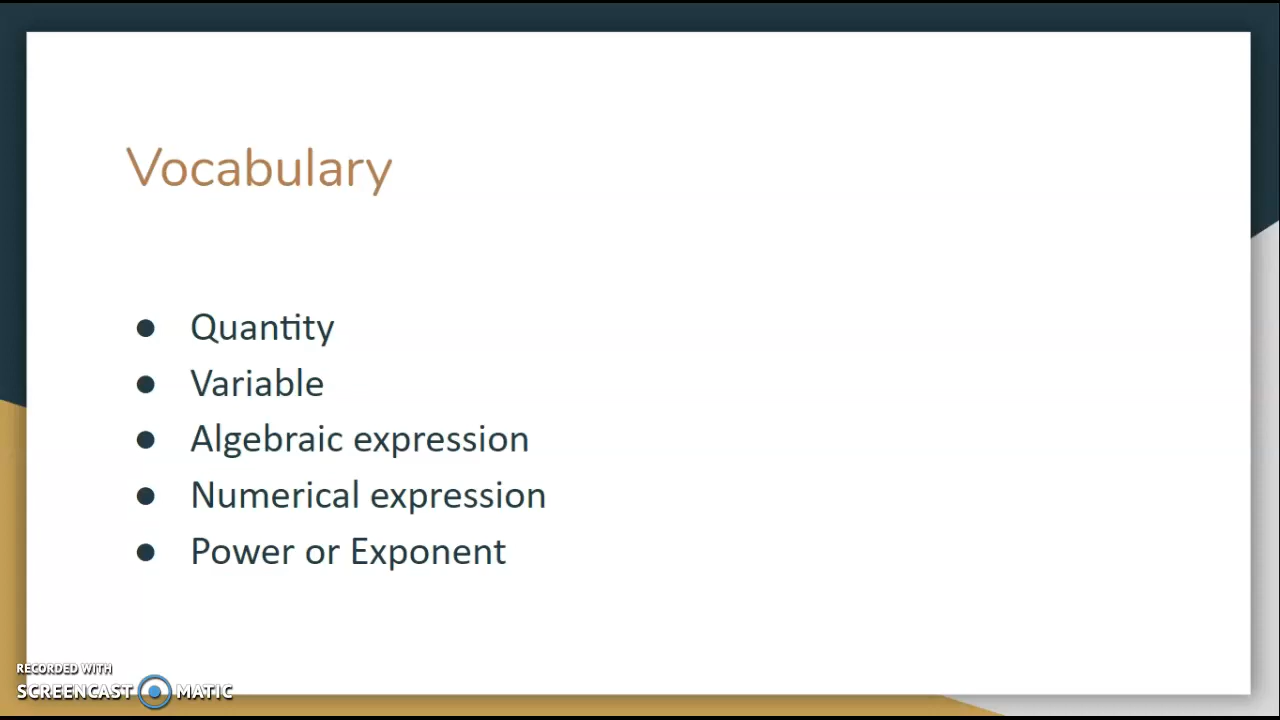 Vocabulary
● Quantity
● Variable
● Algebraic expression
● Numerical expression
● Power or Exponent
RECORDED WITH
SCREENCAST MATIC